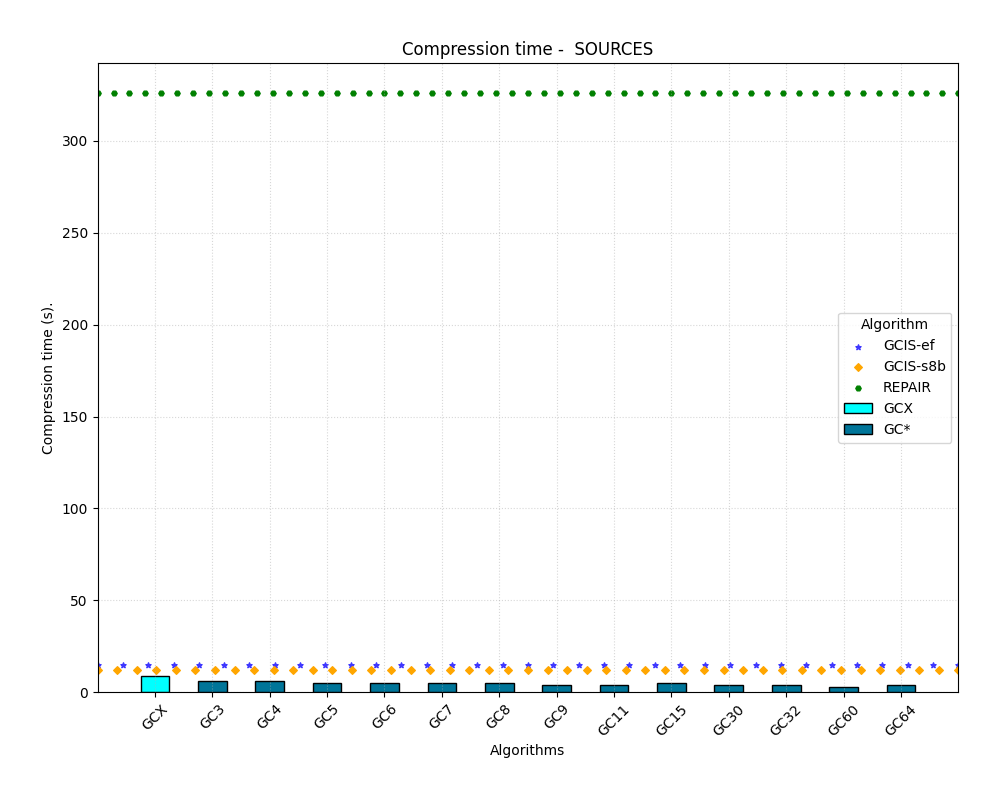 Compression time -  SOURCES
Compression time (s).
300
250
200
150
100
50
0
Algorithm
GCIS-ef
GCIS-s8b
REPAIR
GCX
GC*
GCX
GC3
GC4
GC5
GC6
GC7
GC8
GC9
GC11
GC15
GC30
GC32
GC60
GC64
Algorithms